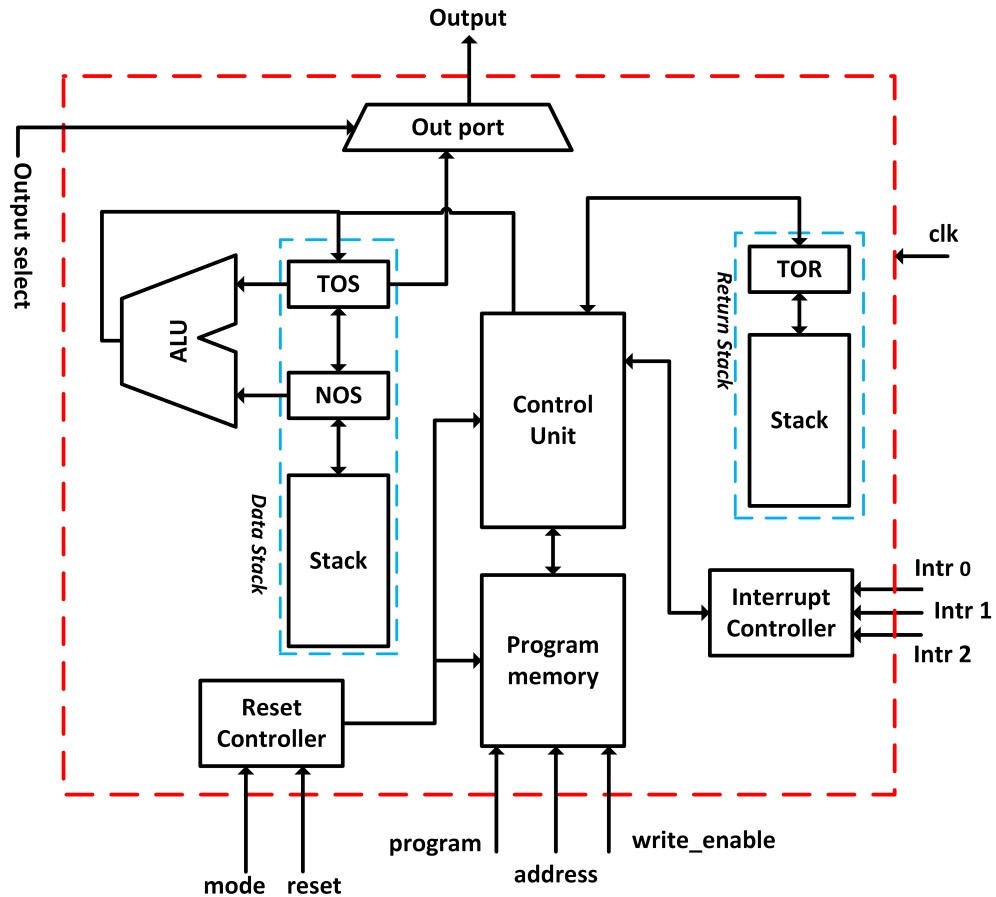 Output
Out port
Output select
clk
TOS
TOR
Return Stack
ALU
NOS
Control
Unit
Stack
Data Stack
Stack
Intr 0
Interrupt
Controller
Intr 1
Intr 2
Program
memory
Reset
Controller
program
write_enable
address
mode
reset